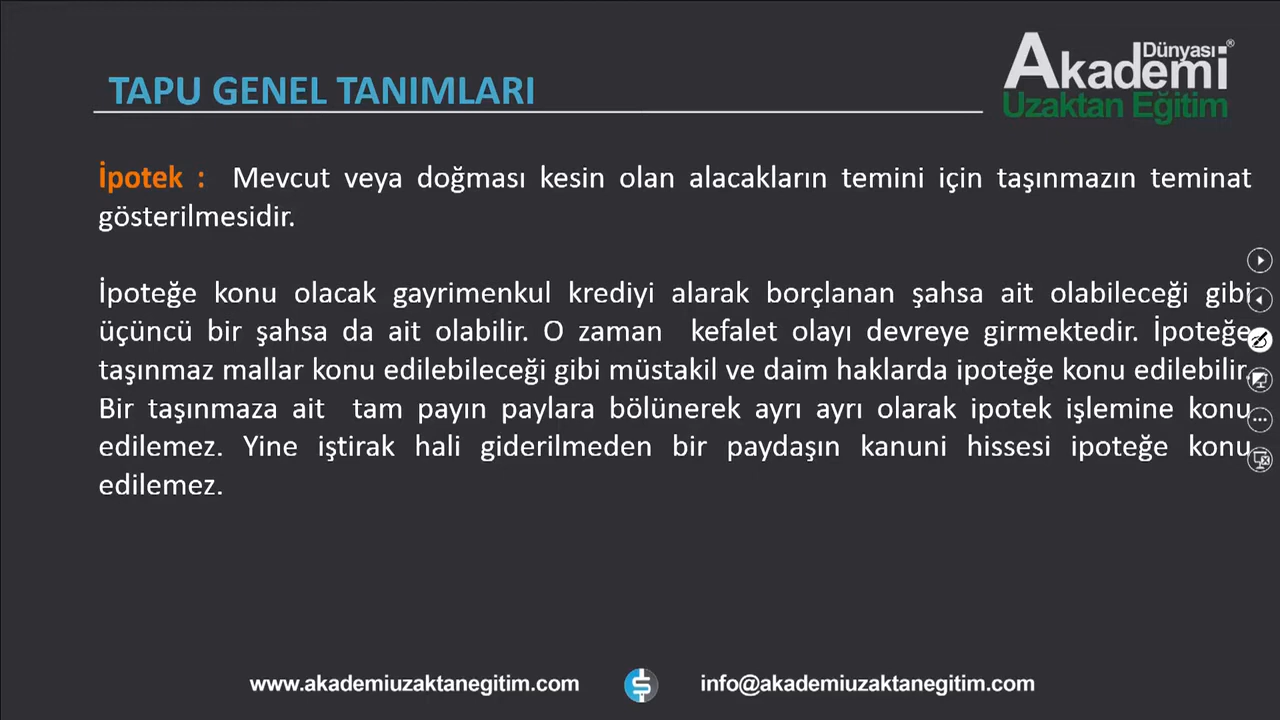 Dünyası®
Akademi
Uzaktan Eğitim
TAPU GENEL TANIMLARI
İpotek : Mevcut veya doğması kesin olan alacakların temini için taşınmazın teminat
gösterilmesidir.
İpoteğe konu olacak gayrimenkul krediyi alarak borçlanan şahsa ait olabileceği gibi
üçüncü bir şahsa da ait olabilir. O zaman kefalet olayı devreye girmektedir. İpoteğe
taşınmaz mallar konu edilebileceği gibi müstakil ve daim haklarda ipoteğe konu edilebilir.
Bir taşınmaza ait tam payın paylara bölünerek ayrı ayrı olarak ipotek işlemine konu
edilemez. Yine iştirak hali giderilmeden bir paydaşın kanuni hissesi ipoteğe konu
edilemez.
www.akademiuzaktanegitim.com info@akademiuzaktanegitim.com